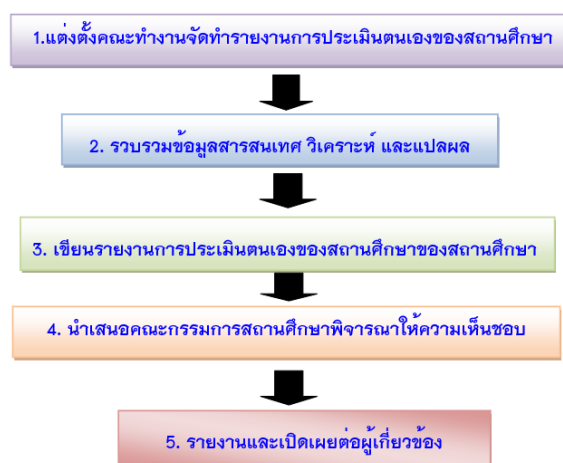 1.แต่งตั้งคณะทำงานจัดทำรายงานการประเมินตนเองของสถานศึกษา
2. รวบรวมข้อมูลสารสนเทศ วิเคราะห์ และแปลผล
3. เขียนรายงานการประเมินตนเองของสถานศึกษาของสถานศึกษา
4. นำเสนอคณะกรรมการสถานศึกษาพิจารณาให้ความเห็นชอบ
5. รายงานและเปิดเผยต่อผู้เกี่ยวข้อง